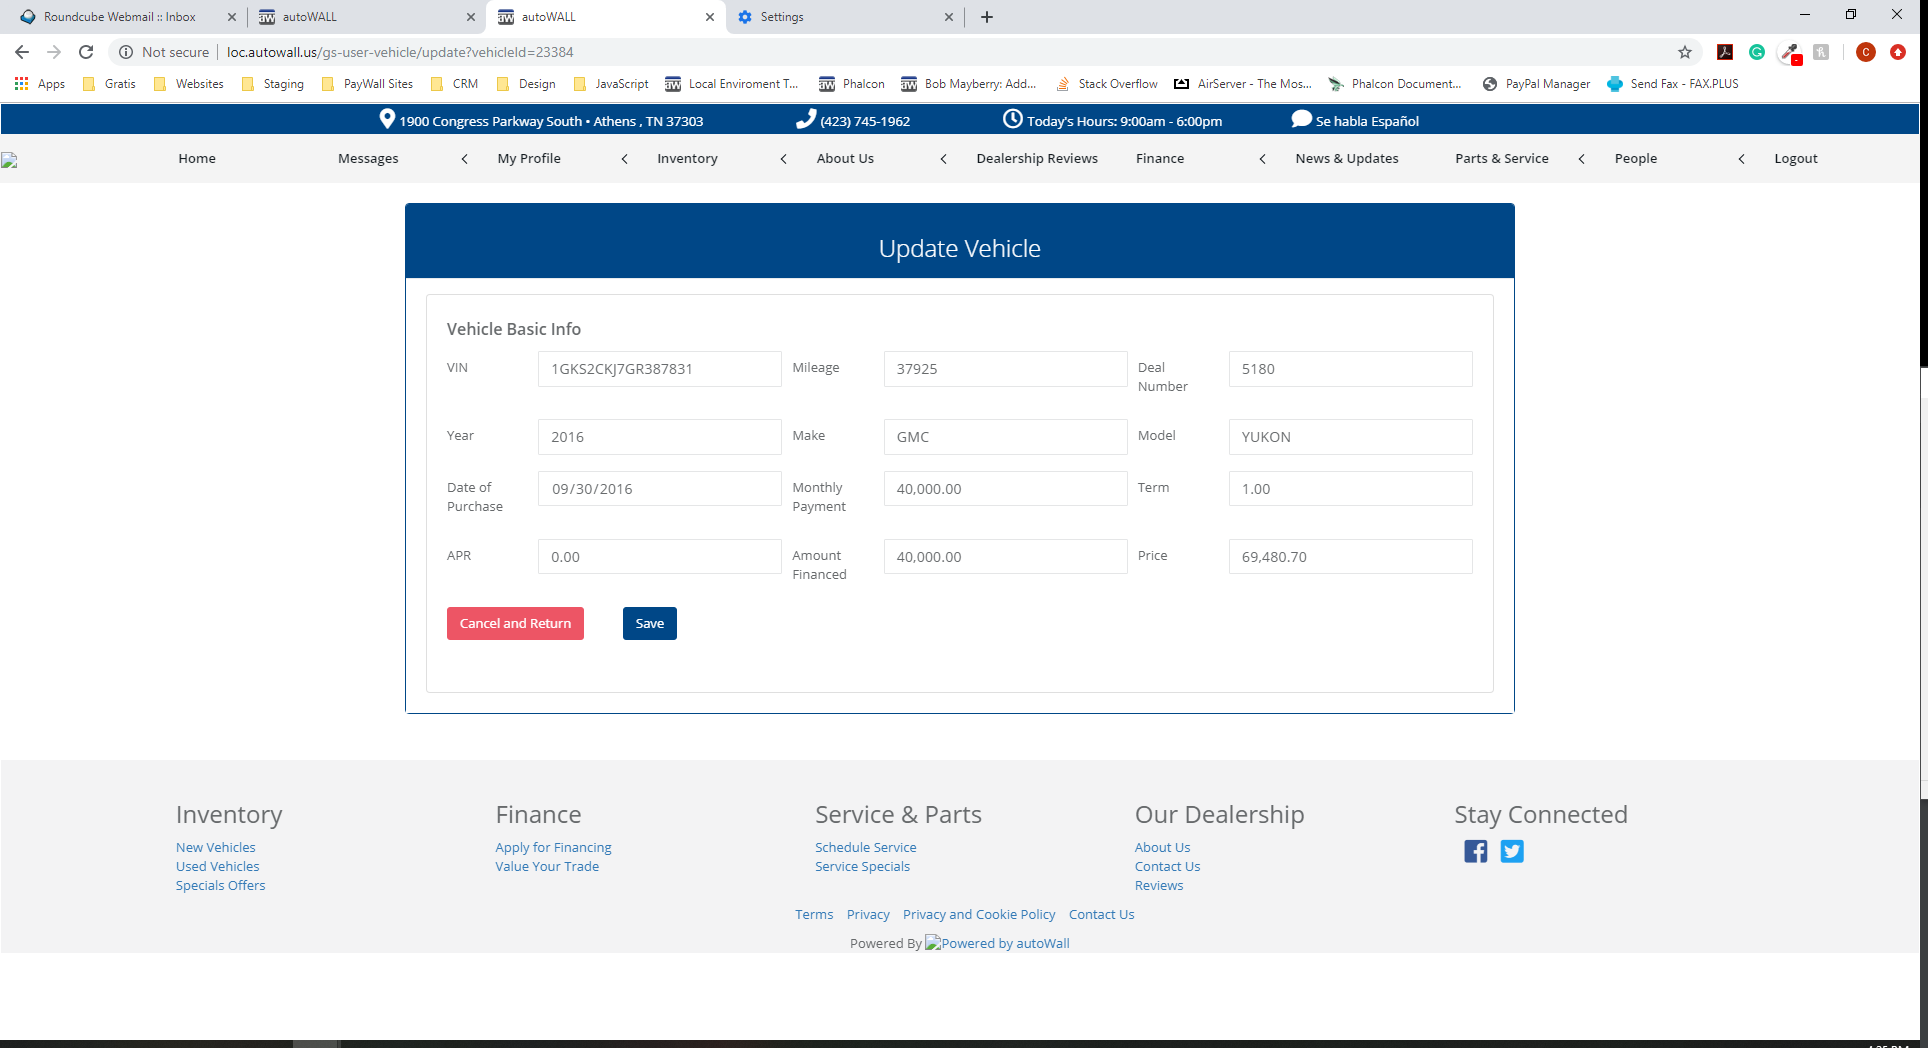 Roundcube Webmail :: Inbox
autoWALL
autoWALL
Settings
Not secure
loc.autowall.us/gs-user-vehicle/update?vehicleId=23384
Apps
Gratis
Websites
Staging
PayWall Sites
CRM
Design
JavaScript
Local Enviroment T...
Phalcon
Bob Mayberry: Add...
Stack Overflow
AirServer - The Mos...
Phalcon Document...
PayPal Manager
Send Fax - FAX.PLUS
1900 Congress Parkway South • Athens , TN 37303
(423) 745-1962
Today's Hours: 9:00am - 6:00pm
Se habla Español
Home
Messages
My Profile
Inventory
About Us
Dealership Reviews
Finance
News & Updates
Parts & Service
People
Logout
Update Vehicle
Vehicle Basic Info
VIN
1GKS2CKJ7GR387831
Mileage
37925
Deal
Number
5180
Year
2016
Make
GMC
Model
YUKON
Date of
Purchase
09/30/2016
Monthly
Payment
40,000.00
Term
1.00
APR
0.00
Amount
Financed
40,000.00
Price
69,480.70
Cancel and Return
Save
Inventory
New Vehicles
Used Vehicles
Specials Offers
Finance
Apply for Financing
Value Your Trade
Service & Parts
Schedule Service
Service Specials
Our Dealership
About Us
Contact Us
Reviews
Stay Connected
Terms
Privacy
Privacy and Cookie Policy
Contact Us
Powered By Powered by autoWall